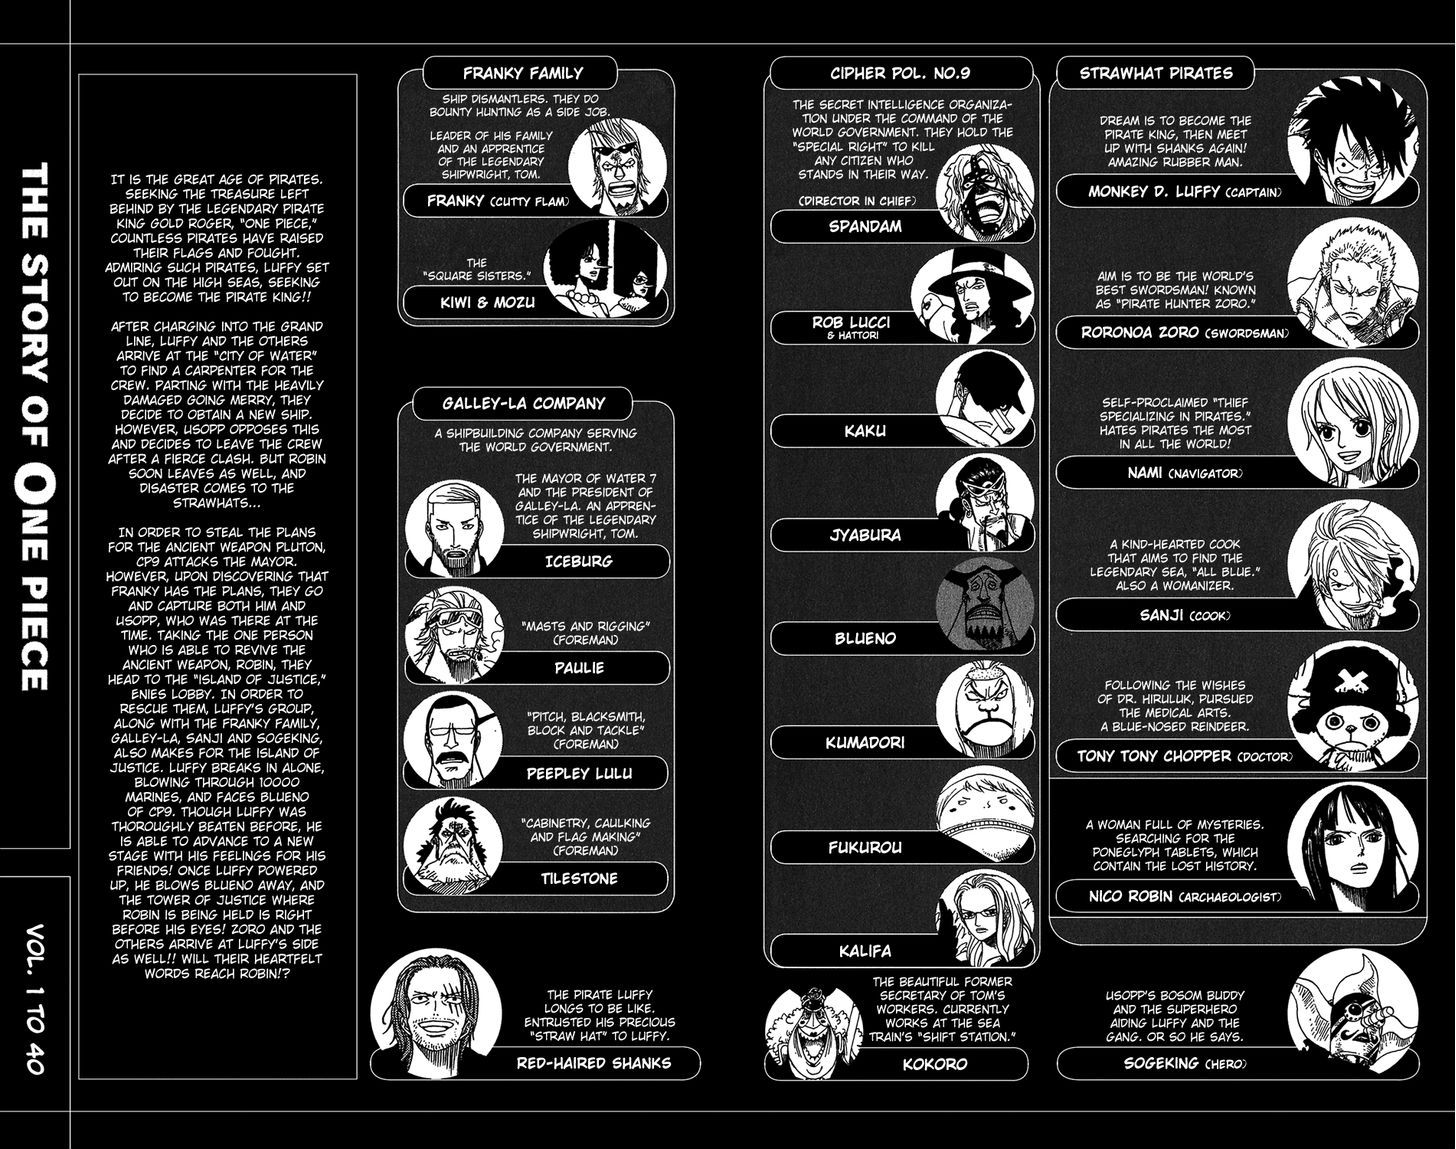 THE STORY OF ONE PIECE
VOL. 1 TO 40
IT IS THE GREAT AGE OF PIRATES.
SEEKING THE TREASURE LEFT
BEHIND BY THE LEGENDARY PIRATE
KING GOLD ROGER, "ONE PIECE,"
COUNTLESS PIRATES HAVE RAISED
THEIR FLAGS AND FOUGHT.
ADMIRING SUCH PIRATES, LUFFY SET
OUT ON THE HIGH SEAS, SEEKING
TO BECOME THE PIRATE KING!!
AFTER CHARGING INTO THE GRAND
LINE, LUFFY AND THE OTHERS
ARRIVE AT THE "CITY OF WATER"
TO FIND A CARPENTER FOR THE
CREW. PARTING WITH THE HEAVILY
DAMAGED GOING MERRY, THEY
DECIDE TO OBTAIN A NEW SHIP.
HOWEVER, USOPP OPPOSES THIS
AND DECIDES TO LEAVE THE CREW
AFTER A FIERCE CLASH. BUT ROBIN
SOON LEAVES AS WELL, AND
DISASTER COMES TO THE
STRAWHATS...
IN ORDER TO STEAL THE PLANS
FOR THE ANCIENT WEAPON PLUTON,
CP9 ATTACKS THE MAYOR.
HOWEVER, UPON DISCOVERING THAT
FRANKY HAS THE PLANS, THEY GO
AND CAPTURE BOTH HIM AND
USOPP, WHO WAS THERE AT THE
TIME. TAKING THE ONE PERSON
WHO IS ABLE TO REVIVE THE
ANCIENT WEAPON, ROBIN, THEY
HEAD TO THE "ISLAND OF JUSTICE,"
ENIES LOBBY. IN ORDER TO
RESCUE THEM, LUFFY'S GROUP,
ALONG WITH THE FRANKY FAMILY,
GALLEY-LA, SANJI AND SOGEKING,
ALSO MAKES FOR THE ISLAND OF
JUSTICE. LUFFY BREAKS IN ALONE,
BLOWING THROUGH 10000
MARINES, AND FACES BLUENO
OF CP9. THOUGH LUFFY WAS
THOROUGHLY BEATEN BEFORE, HE
IS ABLE TO ADVANCE TO A NEW
STAGE WITH HIS FEELINGS FOR HIS
FRIENDS! ONCE LUFFY POWERED
UP, HE BLOWS BLUENO AWAY, AND
THE TOWER OF JUSTICE WHERE
ROBIN IS BEING HELD IS RIGHT
BEFORE HIS EYES! ZORO AND THE
OTHERS ARRIVE AT LUFFY'S SIDE
AS WELL!! WILL THEIR HEARTFELT
WORDS REACH ROBIN!?
FRANKY FAMILY
SHIP DISMANTLERS. THEY DO
BOUNTY HUNTING AS A SIDE JOB.
LEADER OF HIS FAMILY
AND AN APPRENTICE
OF THE LEGENDARY
SHIPWRIGHT, TOM.
FRANKY (CUTTY FLAM)
THE
"SQUARE SISTERS."
KIWI & MOZU
GALLEY-LA COMPANY
A SHIPBUILDING COMPANY SERVING
THE WORLD GOVERNMENT.
THE MAYOR OF WATER 7
AND THE PRESIDENT OF
GALLEY-LA. AN APPREN-
TICE OF THE LEGENDARY
SHIPWRIGHT, TOM.
ICEBURG
"MASTS AND RIGGING"
(FOREMAN)
PAULIE
"PITCH, BLACKSMITH,
BLOCK AND TACKLE"
(FOREMAN)
PEEPLEY LULU
"CABINETRY, CAULKING
AND FLAG MAKING"
(FOREMAN)
TILESTONE
THE PIRATE LUFFY
LONGS TO BE LIKE.
ENTRUSTED HIS PRECIOUS
"STRAW HAT" TO LUFFY.
RED-HAIRED SHANKS
CIPHER POL. NO.9
THE SECRET INTELLIGENCE ORGANIZA-
TION UNDER THE COMMAND OF THE
WORLD GOVERNMENT. THEY HOLD THE
"SPECIAL RIGHT" TO KILL
ANY CITIZEN WHO
STANDS IN THEIR WAY.
(DIRECTOR IN CHIEF)
SPANDAM
ROB LUCCI
& HATTORI
KAKU
JYABURA
BLUENO
KUMADORI
FUKUROU
KALIFA
THE BEAUTIFUL FORMER
SECRETARY OF TOM'S
WORKERS. CURRENTLY
WORKS AT THE SEA
TRAIN'S "SHIFT STATION."
KOKORO
STRAWHAT PIRATES
DREAM IS TO BECOME THE
PIRATE KING, THEN MEET
UP WITH SHANKS AGAIN!
AMAZING RUBBER MAN.
MONKEY D. LUFFY (CAPTAIN)
AIM IS TO BE THE WORLD'S
BEST SWORDSMAN! KNOWN
AS "PIRATE HUNTER ZORO."
RORONOA ZORO (SWORDSMAN)
SELF-PROCLAIMED "THIEF
SPECIALIZING IN PIRATES."
HATES PIRATES THE MOST
IN ALL THE WORLD!
NAMI (NAVIGATOR)
A KIND-HEARTED COOK
THAT AIMS TO FIND THE
LEGENDARY SEA, "ALL BLUE."
ALSO A WOMANIZER.
SANJI (COOK)
FOLLOWING THE WISHES
OF DR. HIRULUK, PURSUED
THE MEDICAL ARTS.
A BLUE-NOSED REINDEER.
TONY TONY CHOPPER (DOCTOR)
A WOMAN FULL OF MYSTERIES.
SEARCHING FOR THE
PONEGLYPH TABLETS, WHICH
CONTAIN THE LOST HISTORY.
NICO ROBIN (ARCHAEOLOGIST)
USOPP'S BOSOM BUDDY
AND THE SUPERHERO
AIDING LUFFY AND THE
GANG. OR SO HE SAYS.
SOGEKING (HERO)